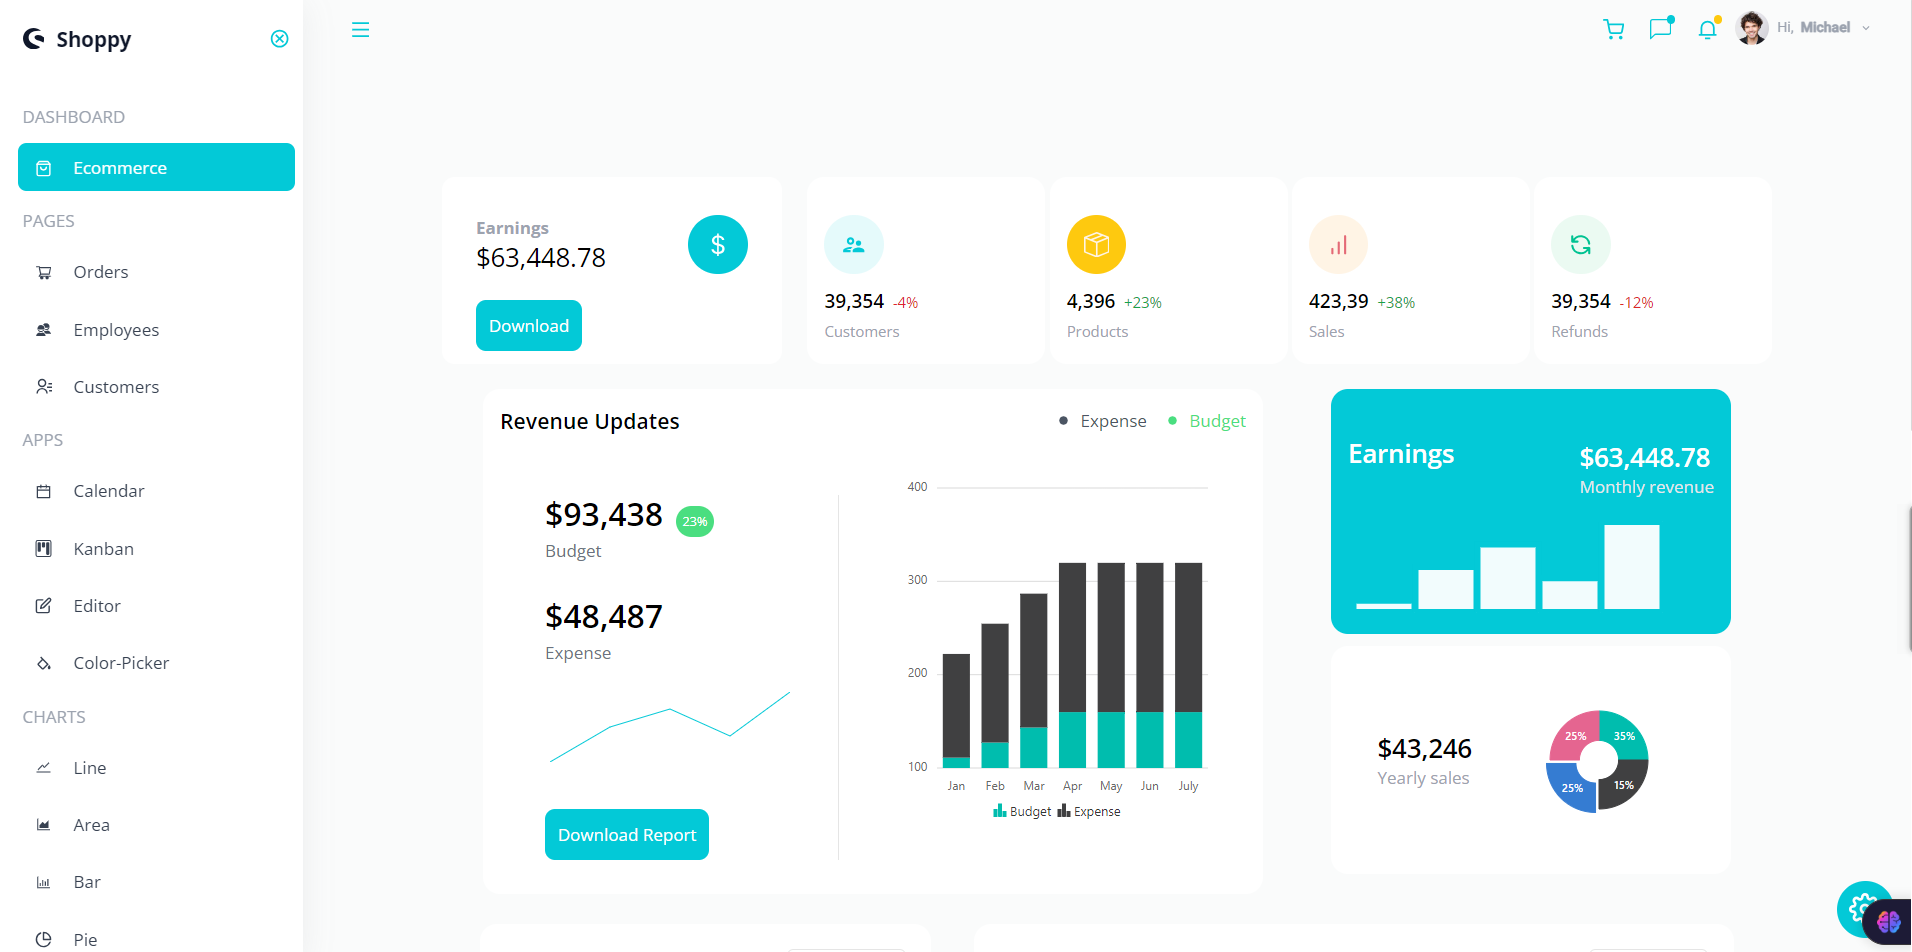 Shoppy
Hi, Michael
DASHBOARD
Ecommerce
PAGES
Orders
Employees
Customers
APPS
Calendar
Kanban
Editor
Color-Picker
CHARTS
Line
Area
Bar
Pie
Earnings
$63,448.78
$
Download
39,354 -4%
Customers
4,396 +23%
Products
423,39 +38%
Sales
39,354 -12%
Refunds
Revenue Updates
Expense
Budget
$93,438 23%
Budget
$48,487
Expense
Download Report
400
300
200
100
Jan Feb Mar Apr May Jun July
Budget Expense
Earnings
$63,448.78
Monthly revenue
$43,246
Yearly sales
25% 35%
25% 15%